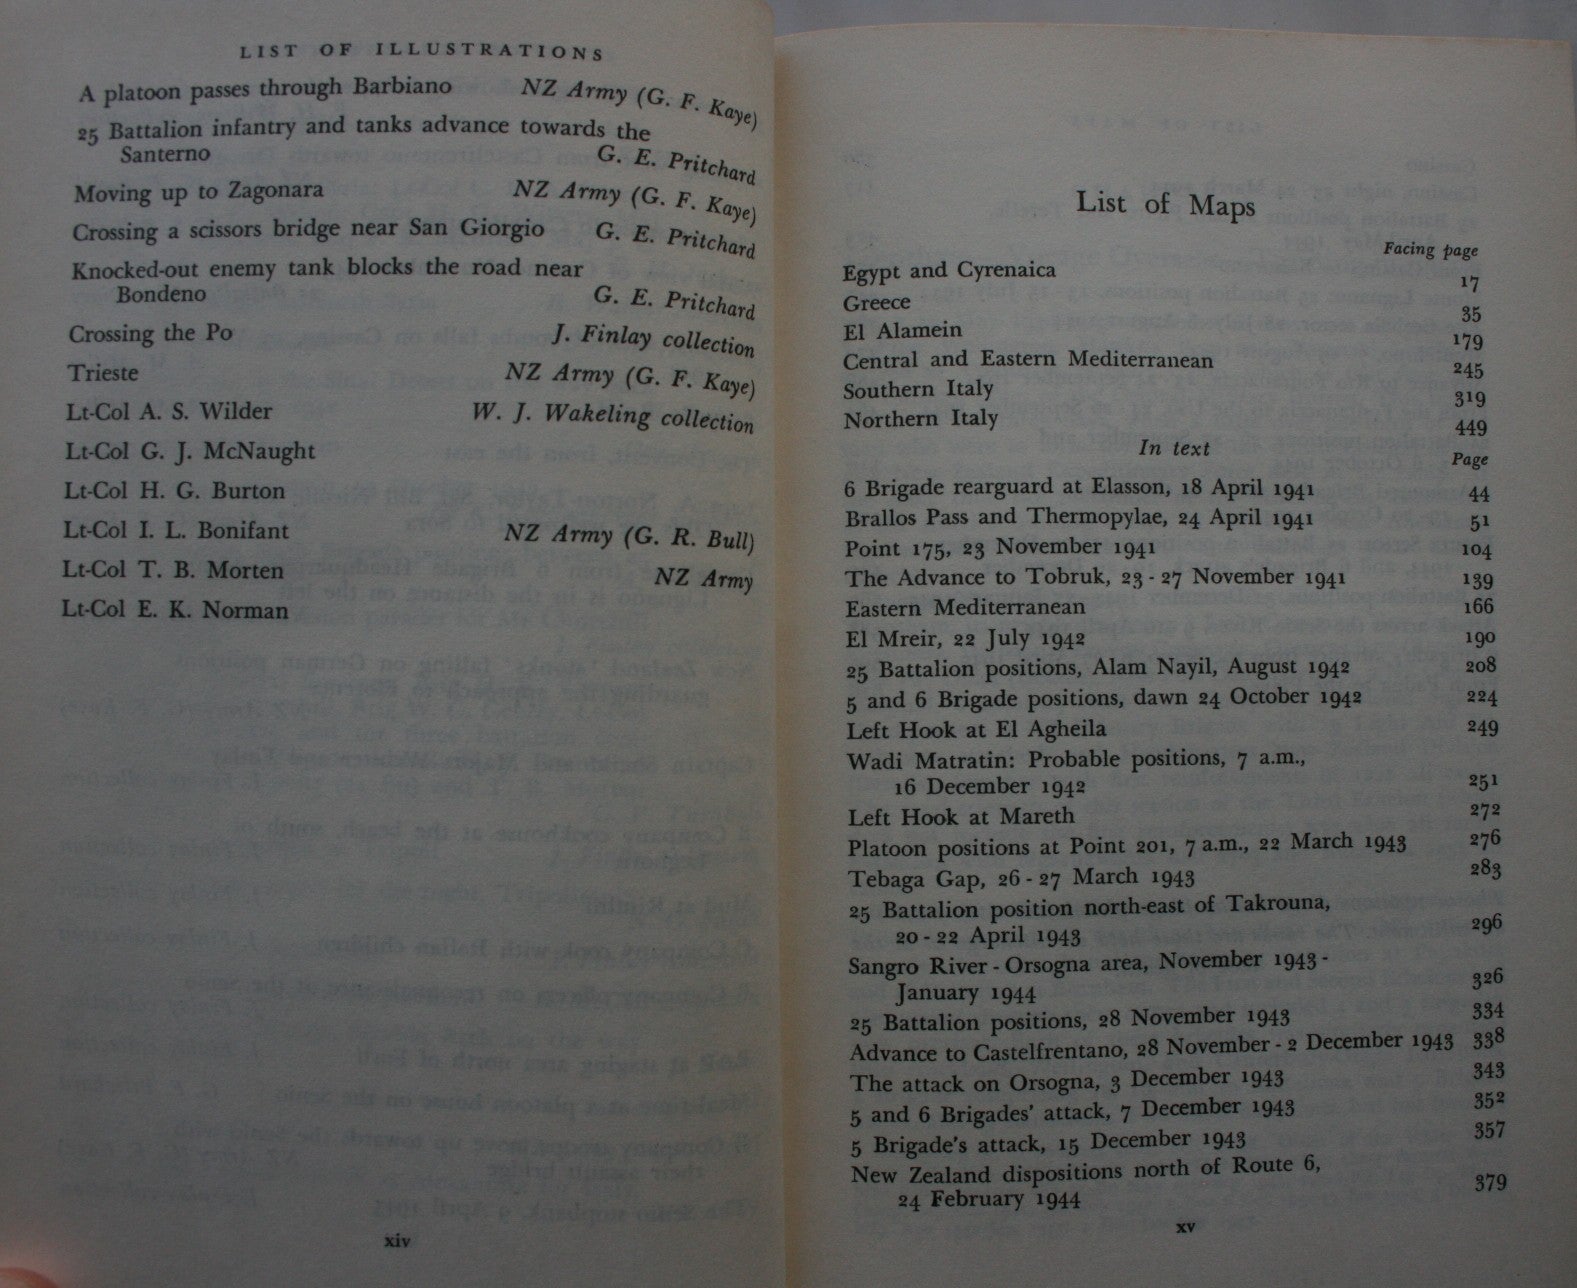 LIST OF ILLUSTRATIONS
A platoon passes through Barbiano NZ Army (G. F. Kaye)
25 Battalion infantry and tanks advance towards the
Santerno G. E. Pritchard
Moving up to Zagonara NZ Army (G. F. Kaye)
Crossing a scissors bridge near San Giorgio G. E. Pritchard
Knocked-out enemy tank blocks the road near
Bondeno G. E. Pritchard
Crossing the Po J. Finlay collection
Trieste NZ Army (G. F. Kaye)
Lt-Col A. S. Wilder W. J. Wakeling collection
Lt-Col G. J. McNaught
Lt-Col H. G. Burton
Lt-Col I. L. Bonifant NZ Army (G. R. Bull)
Lt-Col T. B. Morten NZ Army
Lt-Col E. K. Norman
xiv
List of Maps
Facing page
Egypt and Cyrenaica 17
Greece 35
El Alamein 179
Central and Eastern Mediterranean 245
Southern Italy 319
Northern Italy 449
In text
Page
6 Brigade rearguard at Elasson, 18 April 1941 44
Brallos Pass and Thermopylae, 24 April 1941 51
Point 175, 23 November 1941 104
The Advance to Tobruk, 23 - 27 November 1941 139
Eastern Mediterranean 166
El Mreir, 22 July 1942 190
25 Battalion positions, Alam Nayil, August 1942 208
5 and 6 Brigade positions, dawn 24 October 1942 224
Left Hook at El Agheila 249
Wadi Matratin: Probable positions, 7 a.m.,
16 December 1942 251
Left Hook at Mareth 272
Platoon positions at Point 201, 7 a.m., 22 March 1943 276
Tebaga Gap, 26 - 27 March 1943 283
25 Battalion position north-east of Takrouna,
20 - 22 April 1943 296
Sangro River - Orsogna area, November 1943 -
January 1944 326
25 Battalion positions, 28 November 1943 334
Advance to Castelfrentano, 28 November - 2 December 1943 338
The attack on Orsogna, 3 December 1943 343
5 and 6 Brigades' attack, 7 December 1943 352
5 Brigade's attack, 15 December 1943 357
New Zealand dispositions north of Route 6,
24 February 1944 379
xv